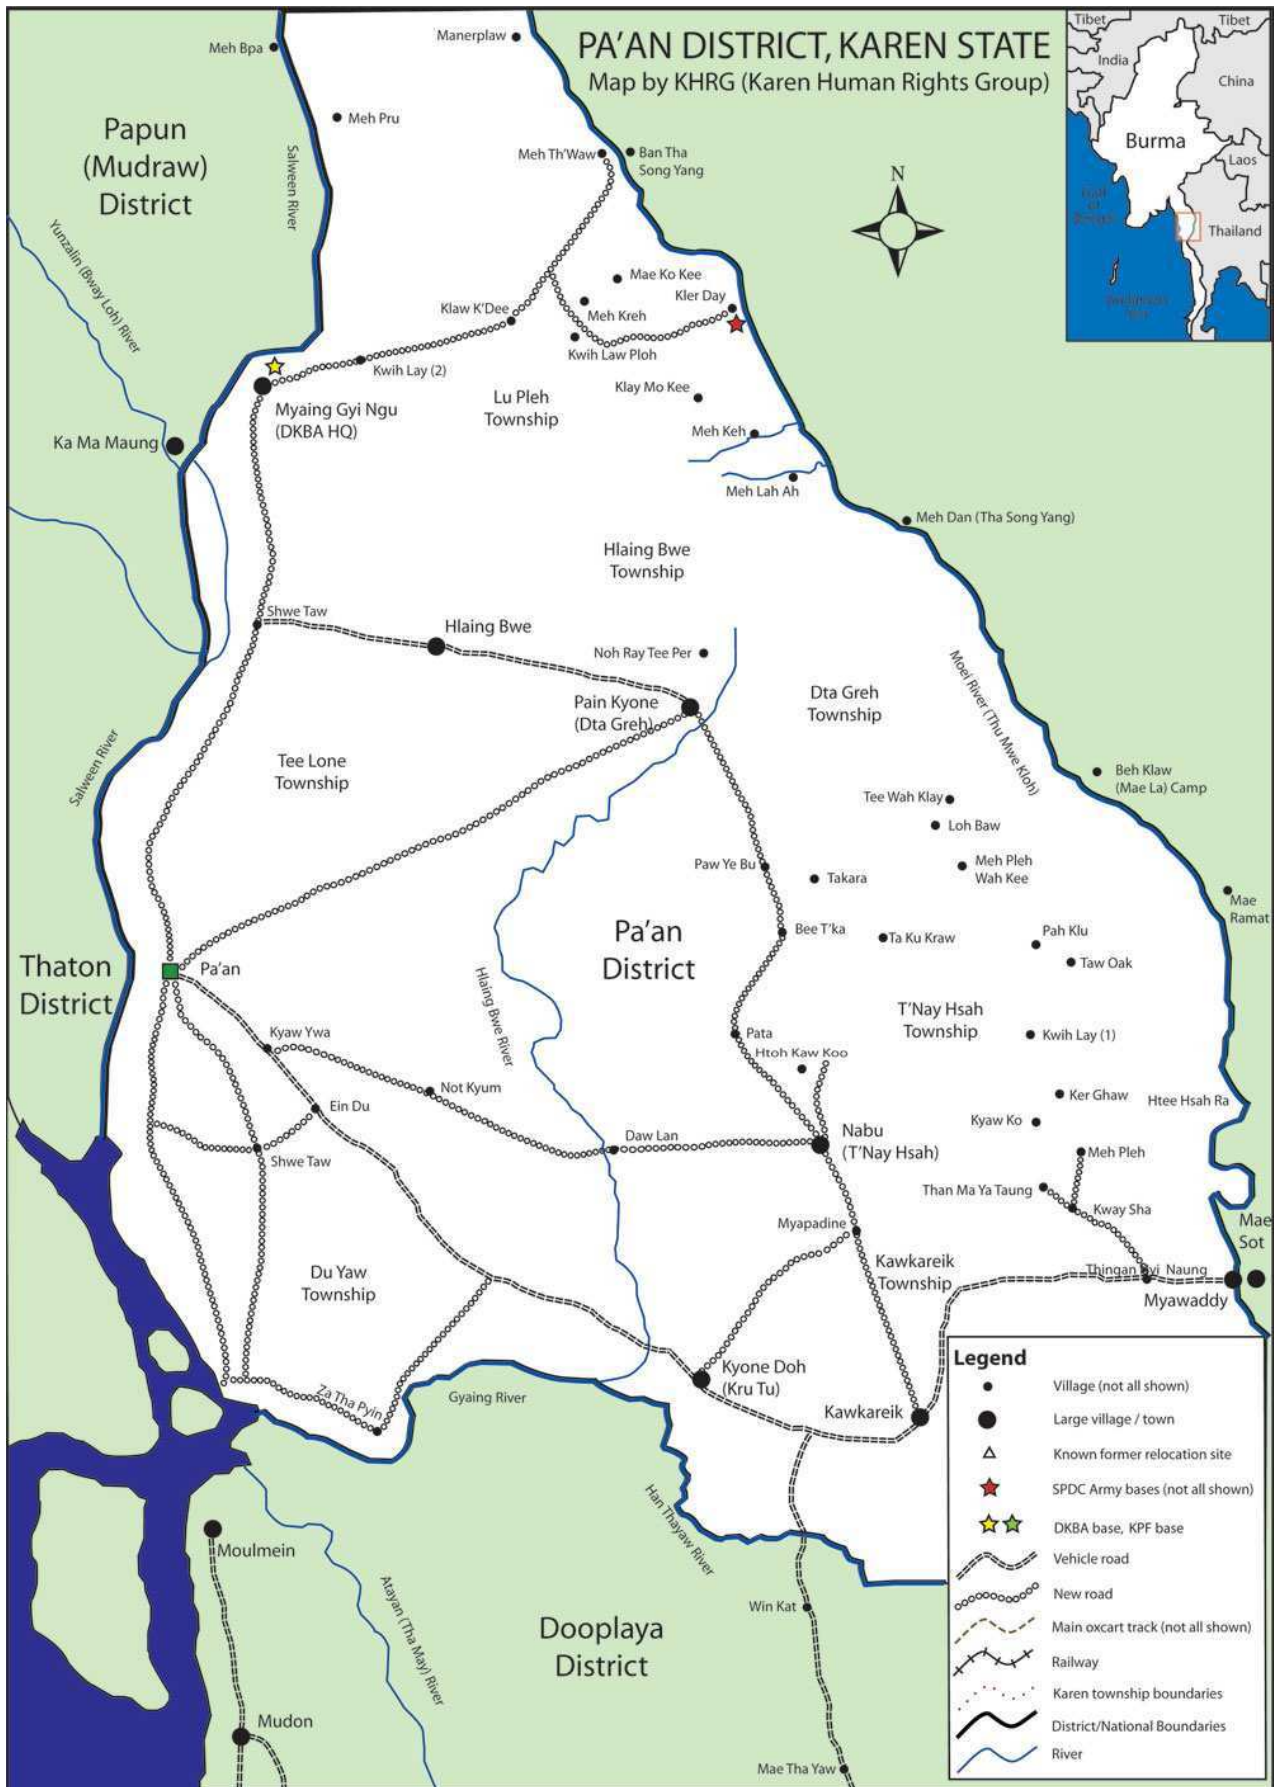 PA'AN DISTRICT, KAREN STATE
Map by KHRG (Karen Human Rights Group)
Tibet
Tibet
India
China
Burma
Laos
Thailand
N
Meh Bpa
Manerplaw
Papun
(Mudraw)
District
Salween River
Meh Pru
Meh Th'Waw
Ban Tha
Song Yang
Yunzalin (Bway Loh) River
Mae Ko Kee
Kler Day
Klaw K'Dee
Meh Kreh
Kwih Law Ploh
Kwih Lay (2)
Klay Mo Kee
Lu Pleh
Township
Myaing Gyi Ngu
(DKBA HQ)
Ka Ma Maung
Meh Keh
Meh Lah Ah
Meh Dan (Tha Song Yang)
Hlaing Bwe
Township
Shwe Taw
Hlaing Bwe
Noh Ray Tee Per
Pain Kyone
(Dta Greh)
Dta Greh
Township
Moei River (Thu Mwe Kloh)
Salween River
Tee Lone
Township
Beh Klaw
(Mae La) Camp
Tee Wah Klay
Loh Baw
Paw Ye Bu
Takara
Meh Pleh
Wah Kee
Mae
Ramat
Pa'an
District
Bee T'ka
Ta Ku Kraw
Pah Klu
Taw Oak
Thaton
District
Pa'an
Hlaing Bwe River
T'Nay Hsah
Township
Kyaw Ywa
Pata
Htoh Kaw Koo
Kwih Lay (1)
Not Kyum
Ker Ghaw
Htee Hsah Ra
Ein Du
Kyaw Ko
Daw Lan
Nabu
(T'Nay Hsah)
Shwe Taw
Meh Pleh
Than Ma Ya Taung
Kway Sha
Myapadine
Mae
Sot
Kawkareik
Township
Du Yaw
Township
Thingan Nyi Naung
Myawaddy
Kyone Doh
(Kru Tu)
Za Tha Pyin
Gyaing River
Kawkareik
Han Thayaw River
Moulmein
Atayan (Tha May) River
Win Kat
Dooplaya
District
Mudon
Mae Tha Yaw
Legend
Village (not all shown)
Large village / town
Known former relocation site
SPDC Army bases (not all shown)
DKBA base, KPF base
Vehicle road
New road
Main oxcart track (not all shown)
Railway
Karen township boundaries
District/National Boundaries
River